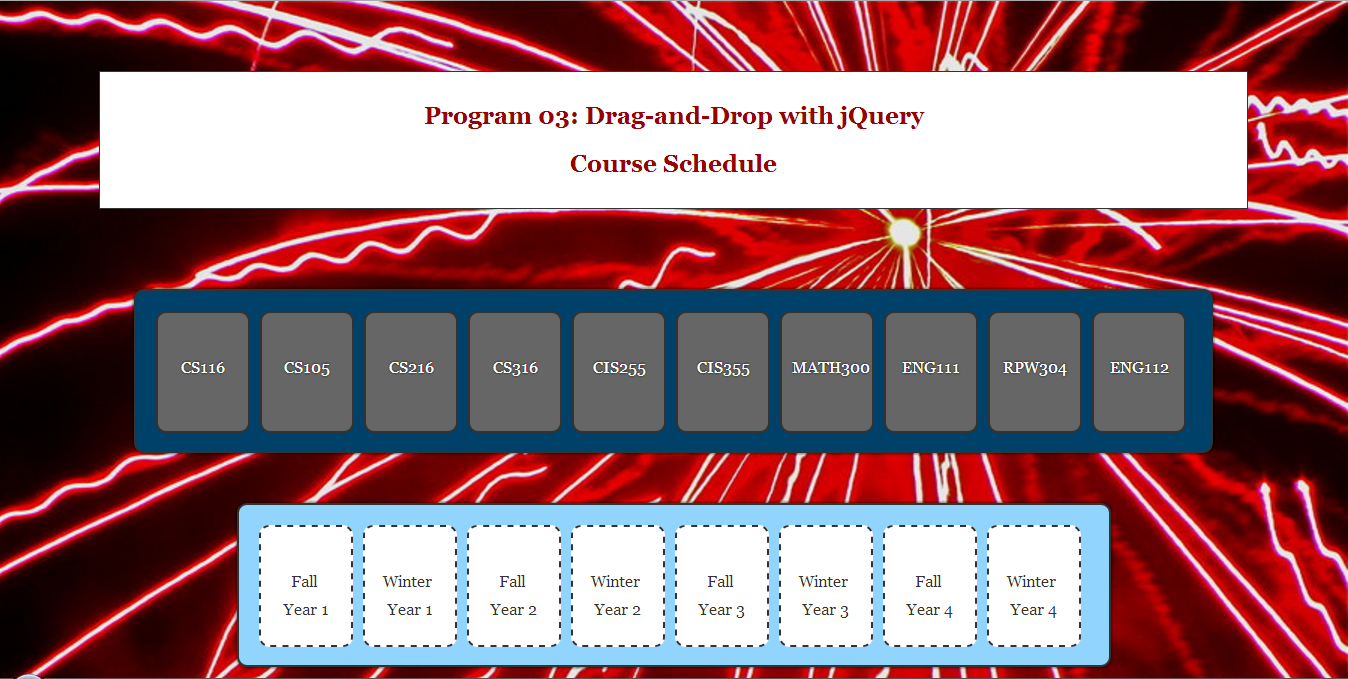 Program 03: Drag-and-Drop with jQuery
Course Schedule
CS116 CS105 CS216 CS316 CIS255 CIS355 MATH300 ENG111 RPW304 ENG112
Fall Winter Fall Winter Fall Winter Fall Winter
Year 1 Year 1 Year 2 Year 2 Year 3 Year 3 Year 4 Year 4